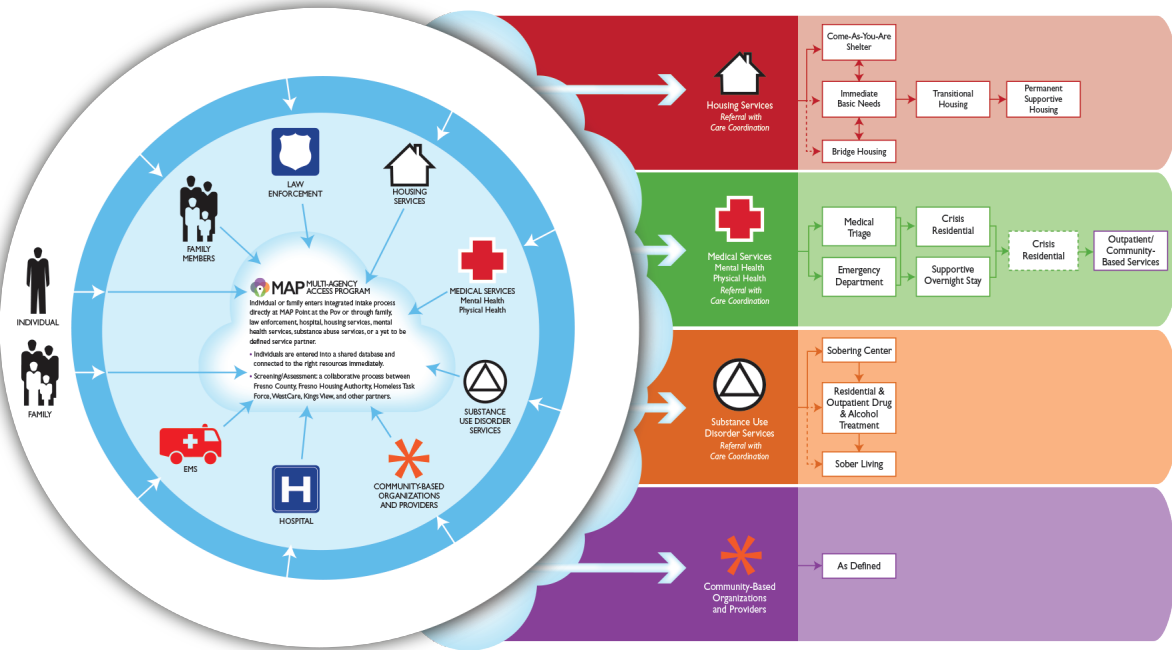 INDIVIDUAL
FAMILY
LAW
ENFORCEMENT
HOUSING
SERVICES
FAMILY
MEMBERS
MEDICAL SERVICES
Mental Health
Physical Health
SUBSTANCE
USE DISORDER
SERVICES
COMMUNITY-BASED
ORGANIZATIONS
AND PROVIDERS
H
HOSPITAL
EMS
MAP MULTI-AGENCY
ACCESS PROGRAM
Individual or family enters integrated intake process
directly at MAP Point at the Pov or through family,
law enforcement, hospital, housing services, mental
health services, substance abuse services, or a yet to be
defined service partner.
• Individuals are entered into a shared database and
connected to the right resources immediately.
• Screening/Assessment: a collaborative process between
Fresno County, Fresno Housing Authority, Homeless Task
Force, WestCare, Kings View, and other partners.
Housing Services
Referral with
Care Coordination
Come-As-You-Are
Shelter
Immediate
Basic Needs
Transitional
Housing
Permanent
Supportive
Housing
Bridge Housing
Medical Services
Mental Health
Physical Health
Referral with
Care Coordination
Medical
Triage
Emergency
Department
Crisis
Residential
Supportive
Overnight Stay
Crisis
Residential
Outpatient/
Community-
Based Services
Substance Use
Disorder Services
Referral with
Care Coordination
Sobering Center
Residential &
Outpatient Drug
& Alcohol
Treatment
Sober Living
Community-Based
Organizations
and Providers
As Defined